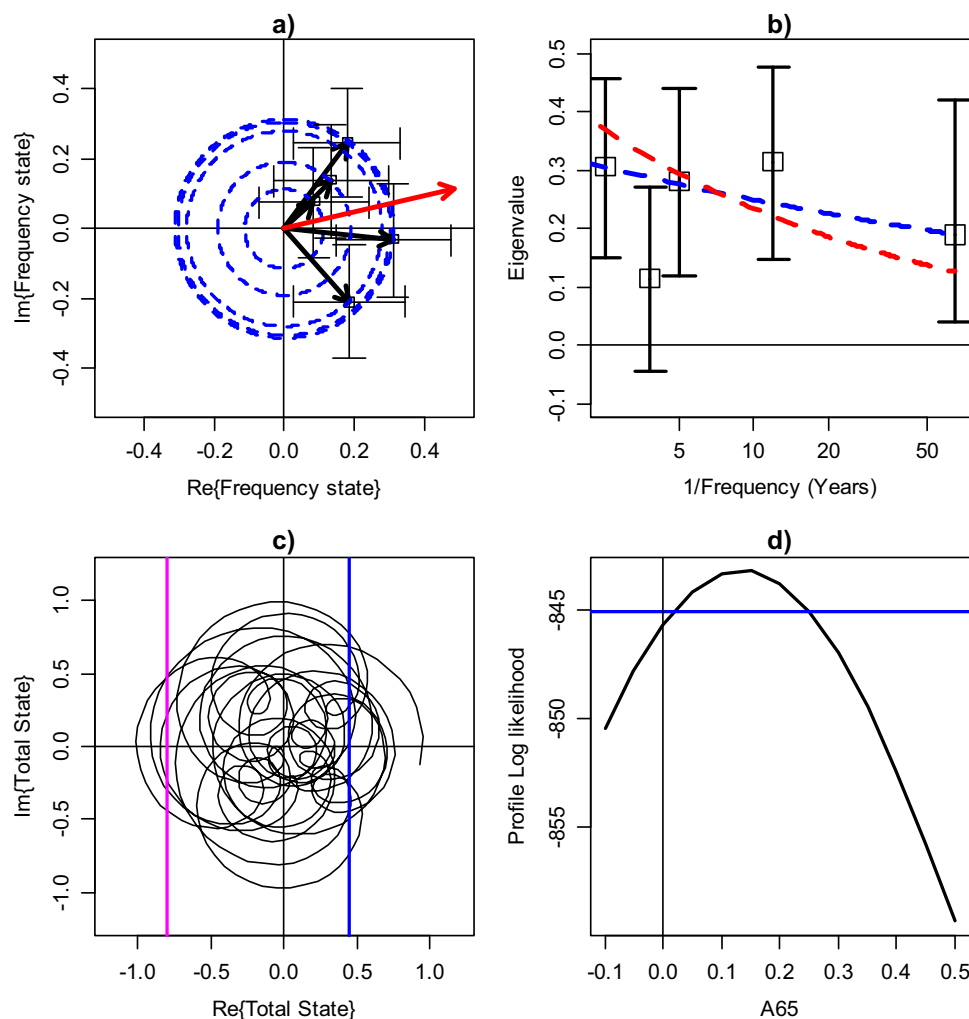 a)
Im{Frequency state}
0.4
0.2
0.0
-0.2
-0.4
-0.4 -0.2 0.0 0.2 0.4
Re{Frequency state}
b)
Eigenvalue
0.5
0.4
0.3
0.2
0.1
0.0
-0.1
5 10 20 50
1/Frequency (Years)
c)
Im{Total State}
1.0
0.5
0.0
-0.5
-1.0
-1.0 -0.5 0.0 0.5 1.0
Re{Total State}
d)
Profile Log likelihood
-845
-850
-855
-0.1 0.0 0.1 0.2 0.3 0.4 0.5
A65